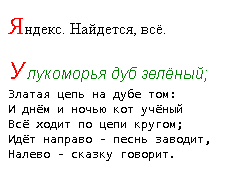 Яндекс. Найдется, всё.
У лукоморья дуб зелёный;
Златая цепь на дубе том:
И днём и ночью кот учёный
Всё ходит по цепи кругом;
Идёт направо - песнь заводит,
Налево - сказку говорит.